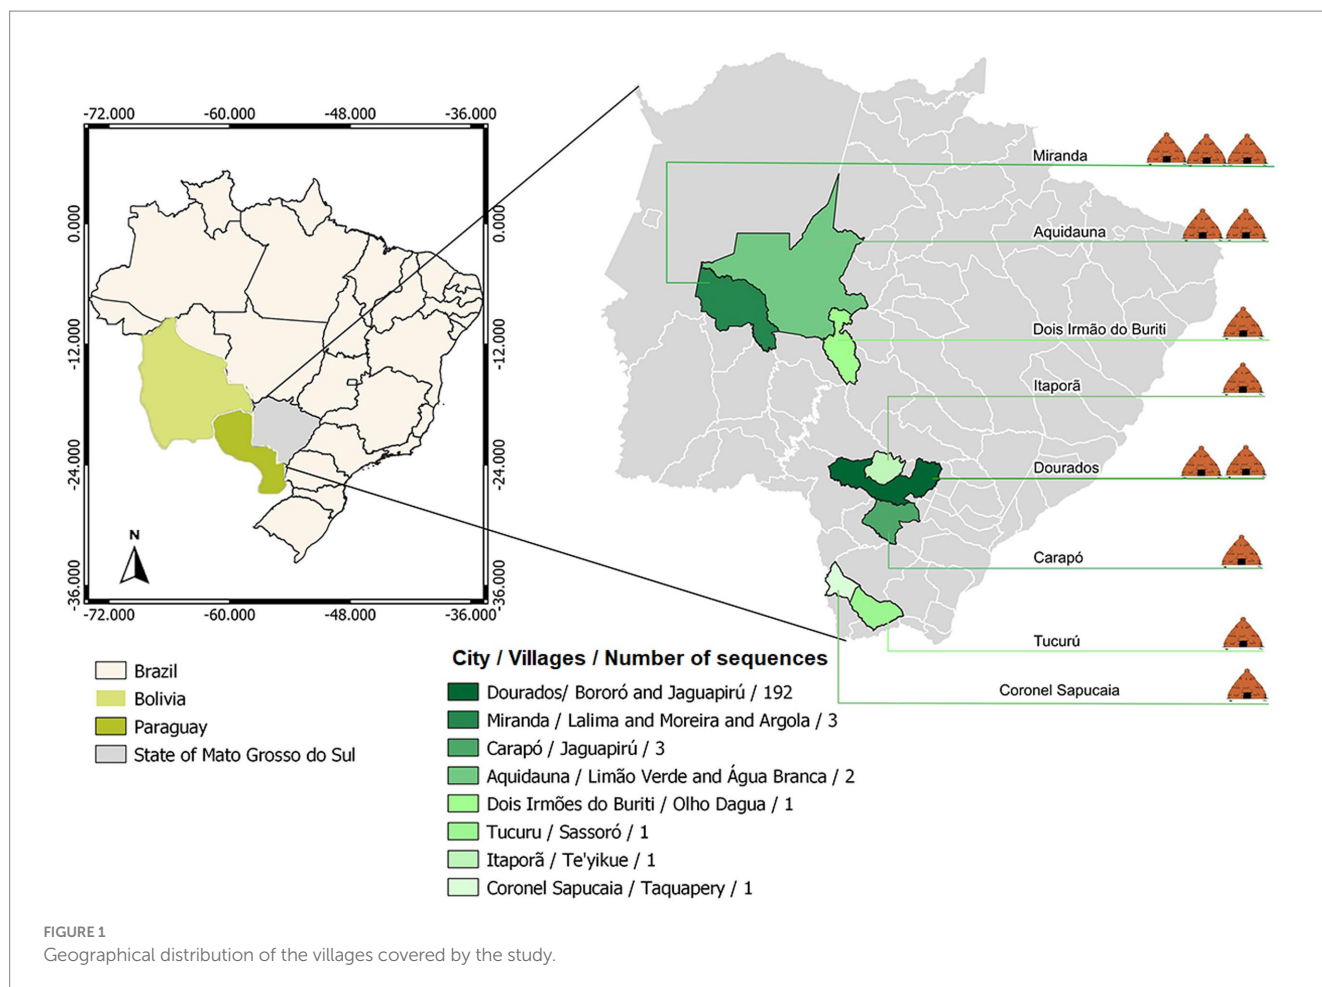 -72.000 -60.000 -48.000 -36.000
0.000
-12.000
-24.000
-36.000
0.000
-12.000
-24.000
-36.000
N
-72.000 -60.000 -48.000 -36.000
Miranda
Aquidauna
Dois Irmão do Buriti
Itaporã
Dourados
Carapó
Tucurú
Coronel Sapucaia
Brazil
Bolivia
Paraguay
State of Mato Grosso do Sul
City / Villages / Number of sequences
Dourados/ Bororó and Jaguapirú / 192
Miranda / Lalima and Moreira and Argola / 3
Carapó / Jaguapirú / 3
Aquidauna / Limão Verde and Água Branca / 2
Dois Irmões do Buriti / Olho Dagua / 1
Tucuru / Sassoró / 1
Itaporã / Te'yikue / 1
Coronel Sapucaia / Taquapery / 1
FIGURE 1
Geographical distribution of the villages covered by the study.